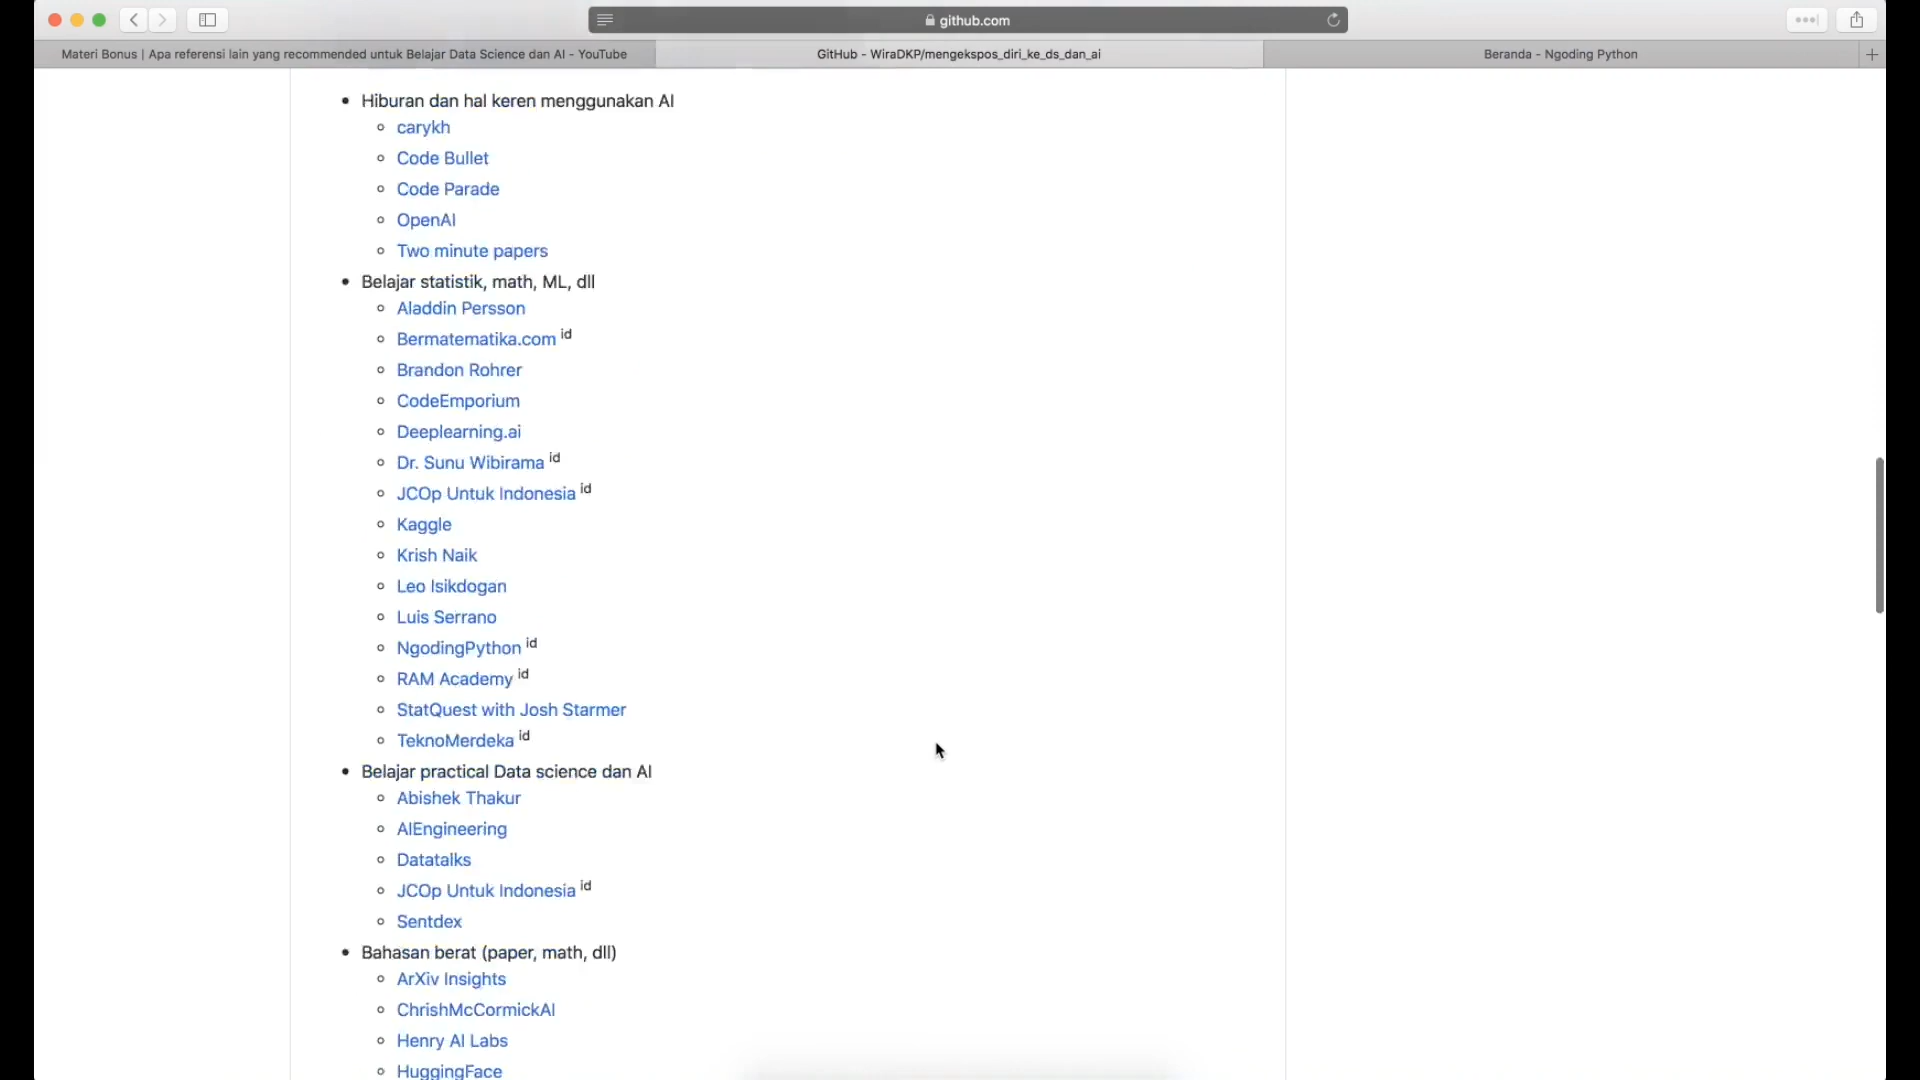 github.com
Materi Bonus | Apa referensi lain yang recommended untuk Belajar Data Science dan AI - YouTube
GitHub - WiraDKP/mengekspos_diri_ke_ds_dan_ai
Beranda - Ngoding Python
Hiburan dan hal keren menggunakan AI
carykh
Code Bullet
Code Parade
OpenAI
Two minute papers
Belajar statistik, math, ML, dll
Aladdin Persson
Bermatematika.com id
Brandon Rohrer
CodeEmporium
Deeplearning.ai
Dr. Sunu Wibirama id
JCOp Untuk Indonesia id
Kaggle
Krish Naik
Leo Isikdogan
Luis Serrano
NgodingPython id
RAM Academy id
StatQuest with Josh Starmer
TeknoMerdeka id
Belajar practical Data science dan AI
Abishek Thakur
AIEngineering
Datatalks
JCOp Untuk Indonesia id
Sentdex
Bahasan berat (paper, math, dll)
ArXiv Insights
ChrishMcCormickAI
Henry AI Labs
HuggingFace